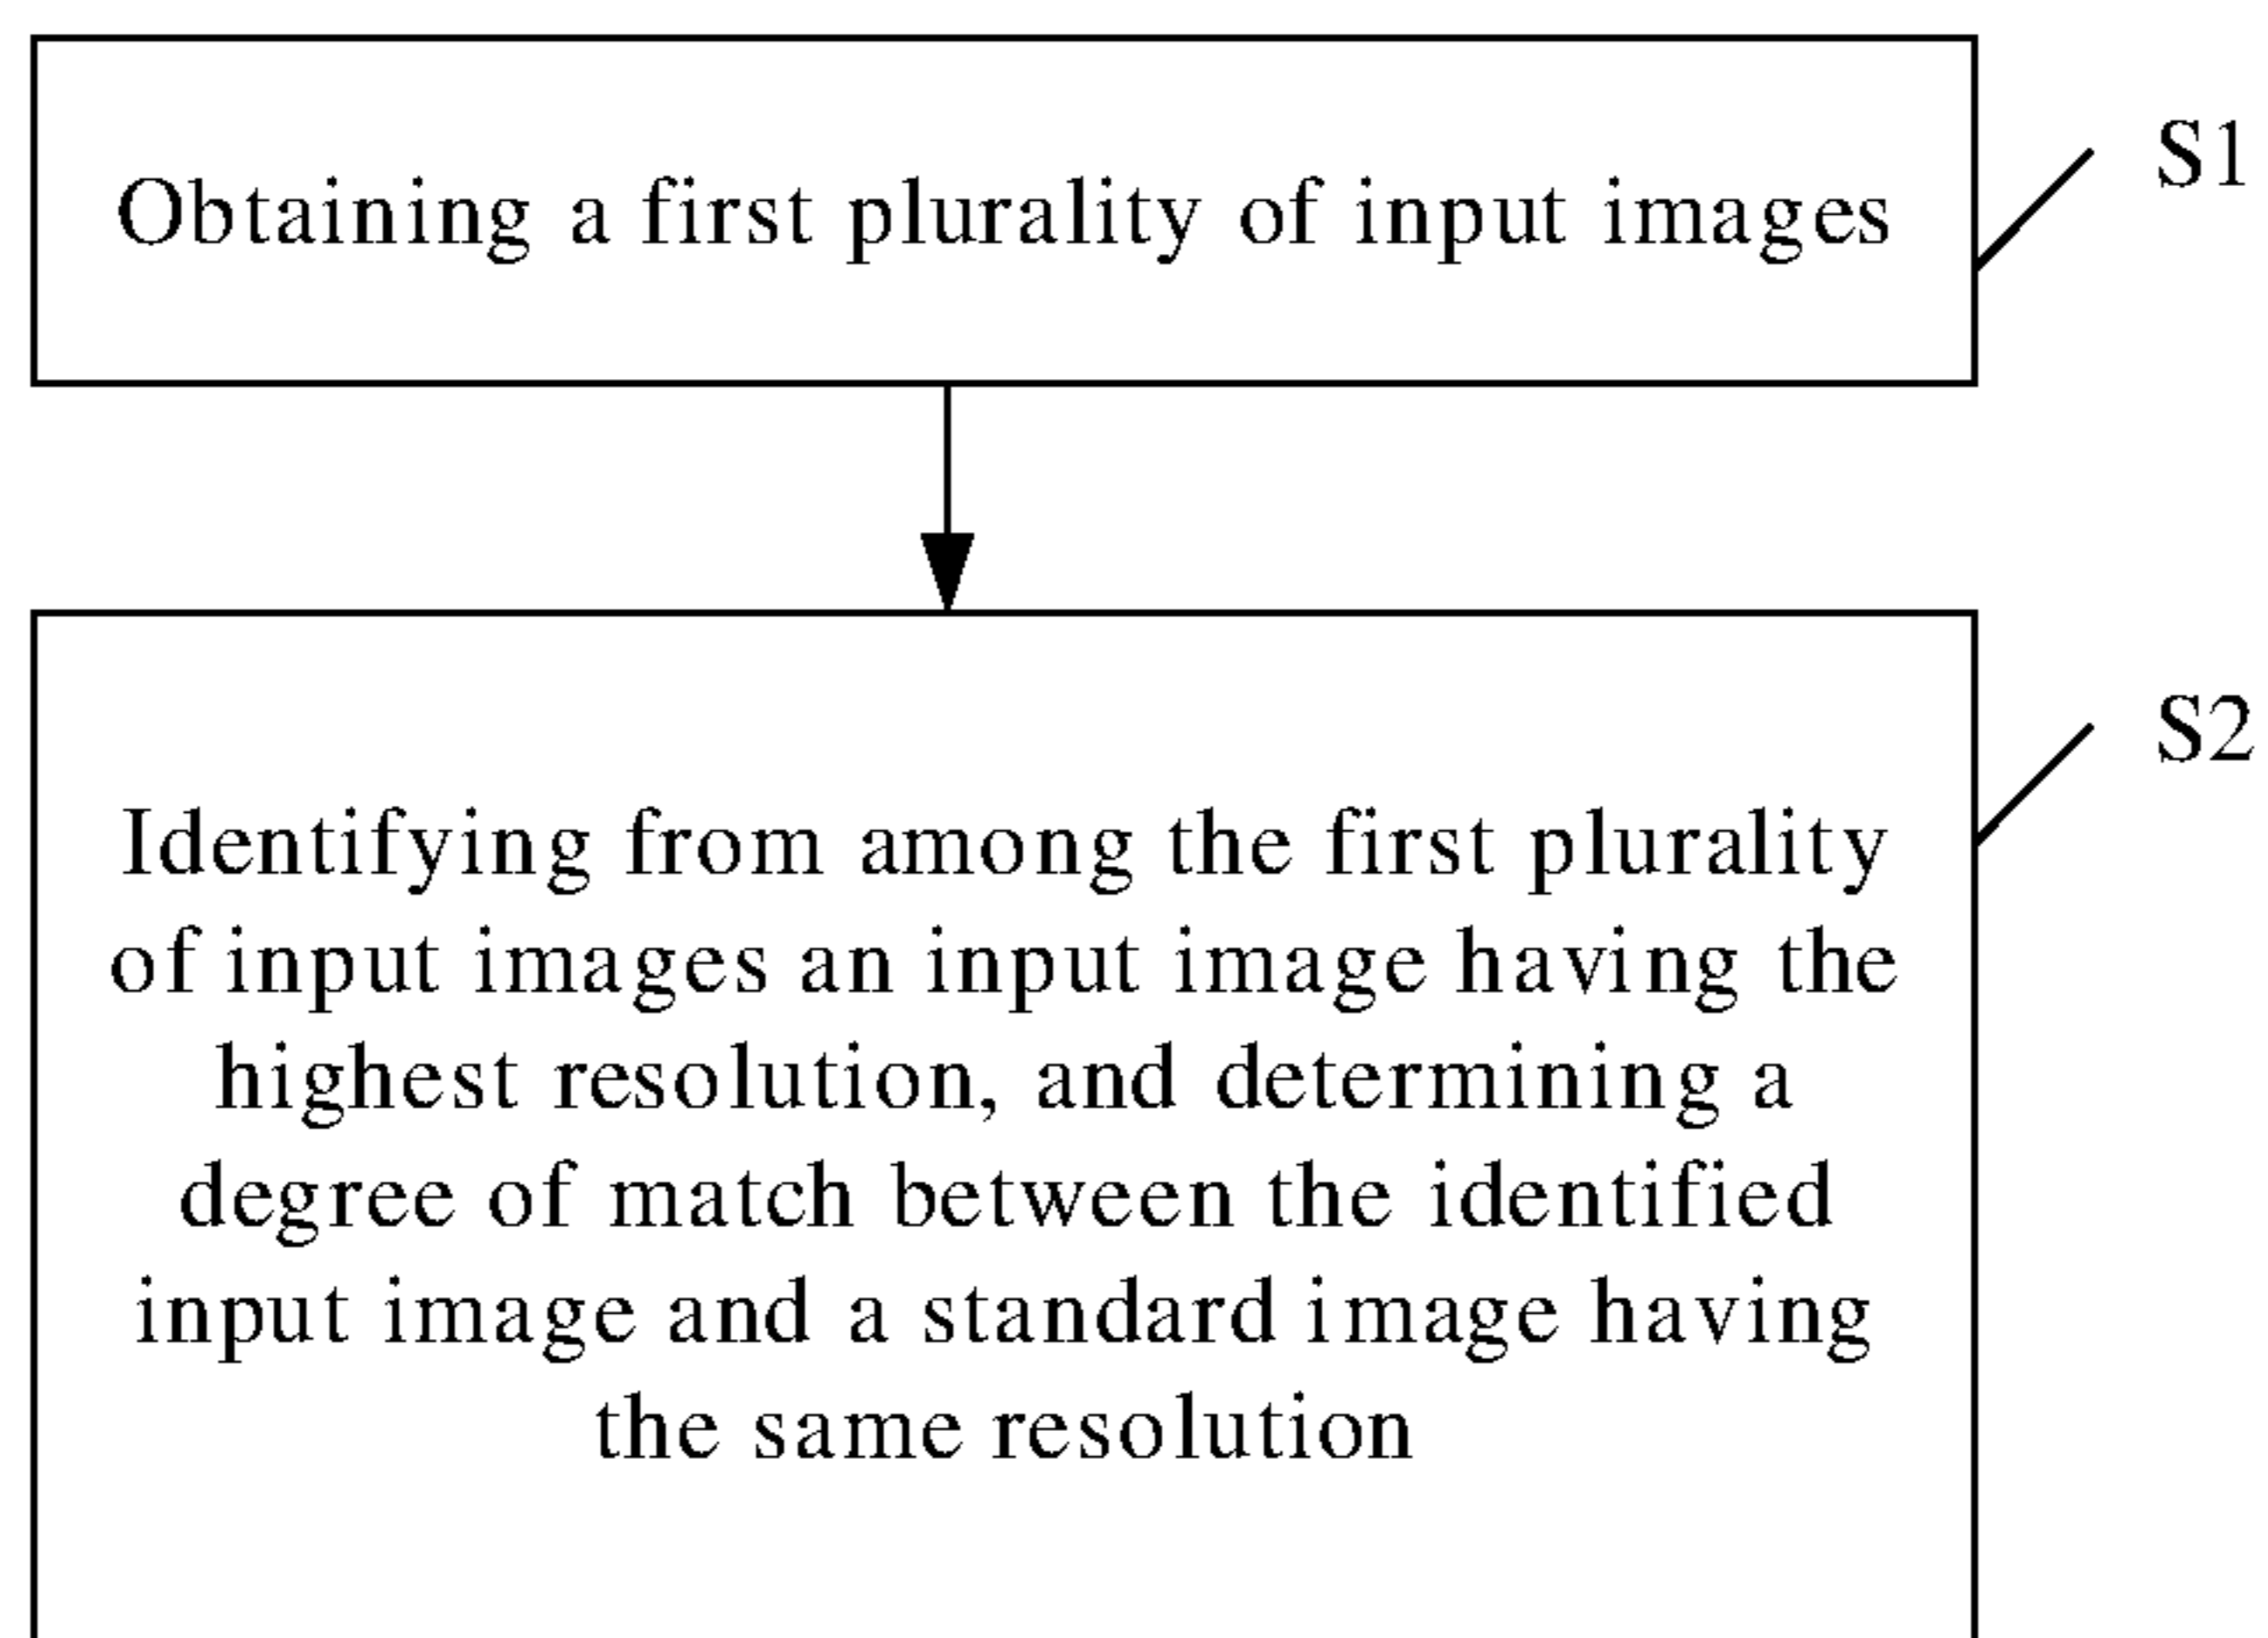 Obtaining a first plurality of input images
S1
S2
Identifying from among the first plurality
of input images an input image having the
highest resolution, and determining a
degree of match between the identified
input image and a standard image having
the same resolution